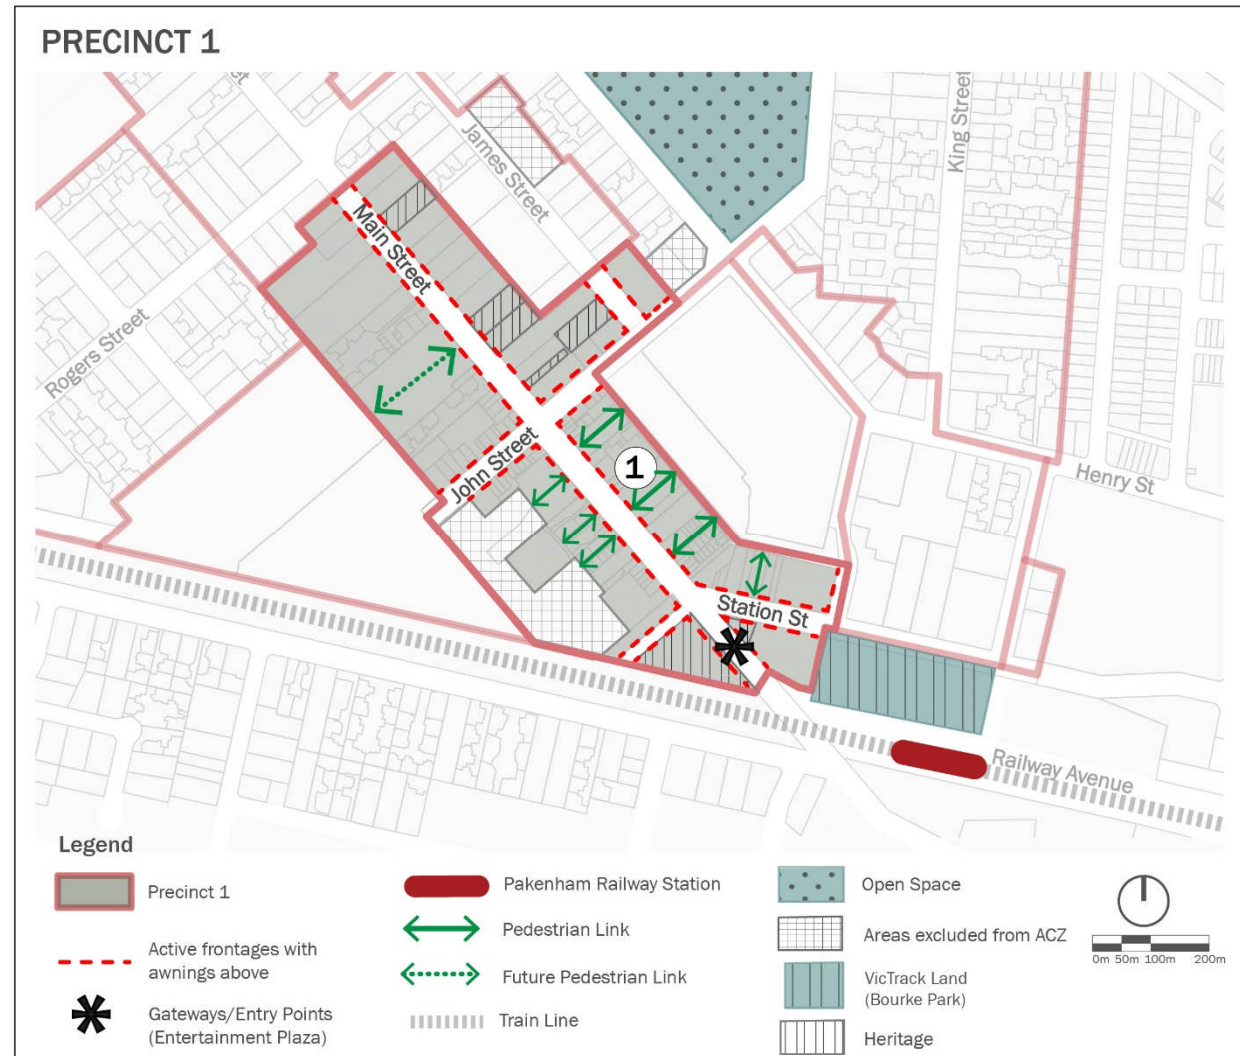 PRECINCT 1
King Street
James Street
Main Street
Rogers Street
John Street
1
Henry St
Station St
Railway Avenue
Legend
Precinct 1
Active frontages with
awnings above
Gateways/Entry Points
(Entertainment Plaza)
Pakenham Railway Station
Pedestrian Link
Future Pedestrian Link
Train Line
Open Space
Areas excluded from ACZ
VicTrack Land
(Bourke Park)
Heritage
0m 50m 100m 200m